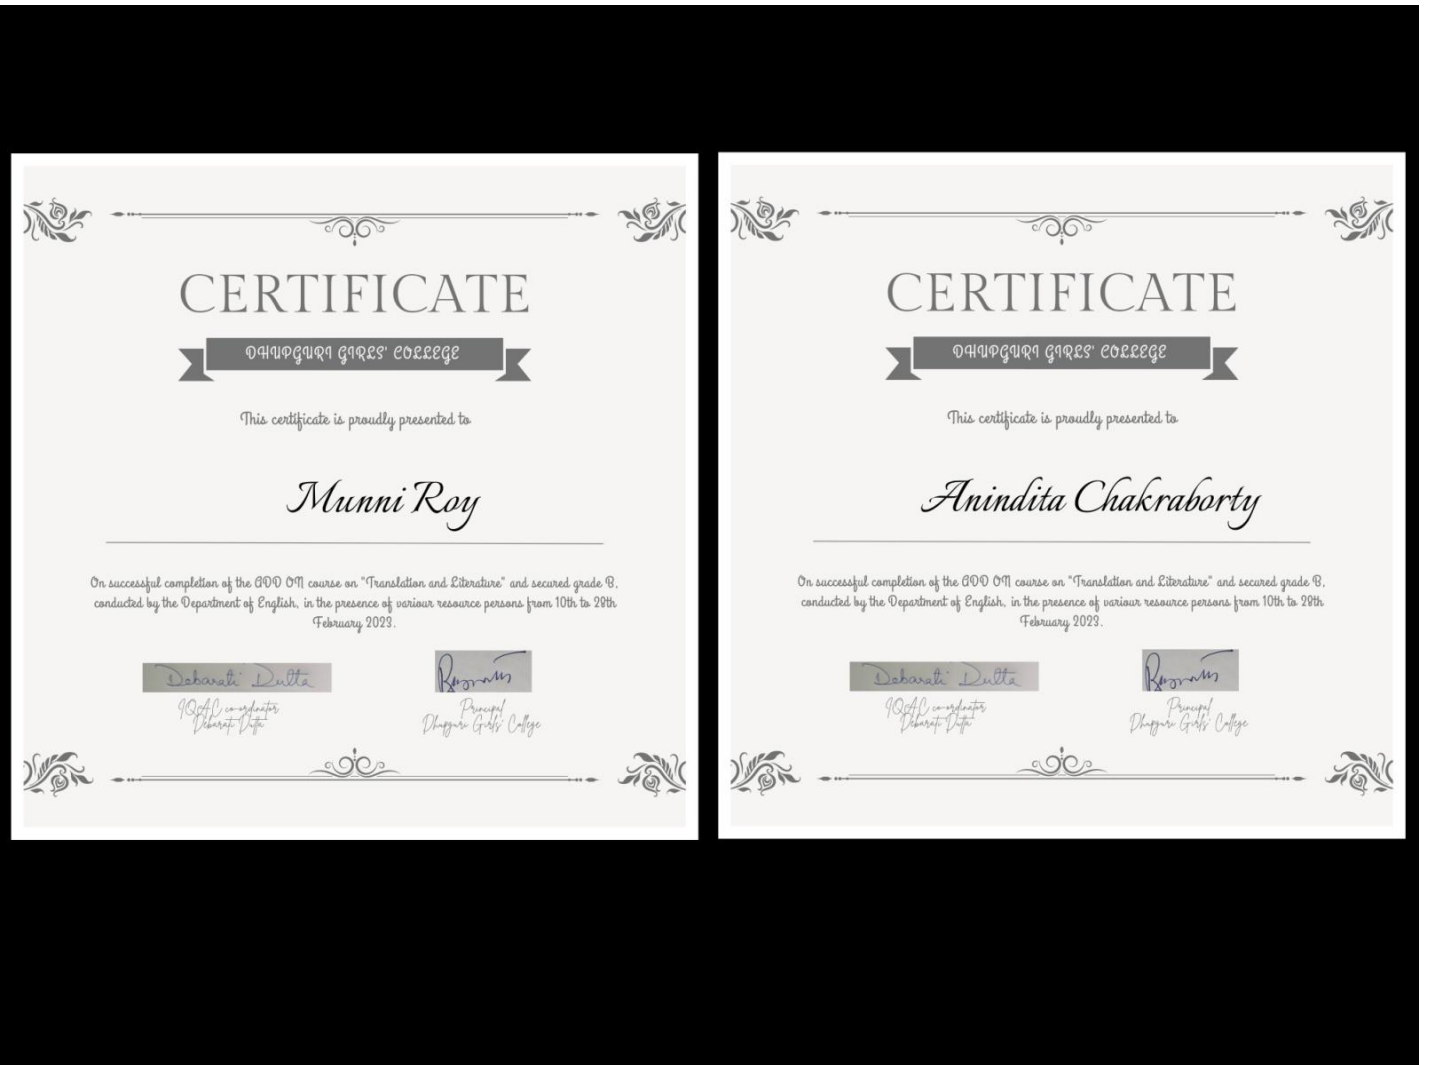 CERTIFICATE
DHUPGURI GIRLS' COLLEGE
This certificate is proudly presented to
Munni Roy
On successful completion of the ADD ON course on "Translation and Literature" and secured grade B,
conducted by the Department of English, in the presence of variour resource persons from 10th to 28th
February 2023.
Debarati Dutta
IQAC co-ordinator
Debarati Dutta
Principal
Dhupguri Girls' College
CERTIFICATE
DHUPGURI GIRLS' COLLEGE
This certificate is proudly presented to
Anindita Chakraborty
On successful completion of the ADD ON course on "Translation and Literature" and secured grade B,
conducted by the Department of English, in the presence of variour resource persons from 10th to 28th
February 2023.
Debarati Dutta
IQAC co-ordinator
Debarati Dutta
Principal
Dhupguri Girls' College